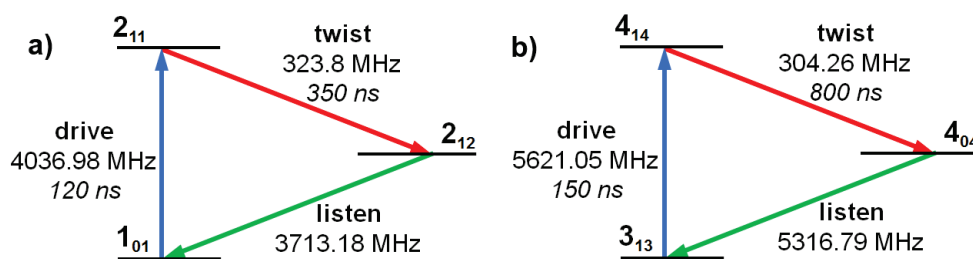 a)
2₁₁
twist
323.8 MHz
350 ns
drive
4036.98 MHz
120 ns
2₁₂
listen
3713.18 MHz
1₀₁
b)
4₁₄
twist
304.26 MHz
800 ns
drive
5621.05 MHz
150 ns
4₀₄
listen
5316.79 MHz
3₁₃